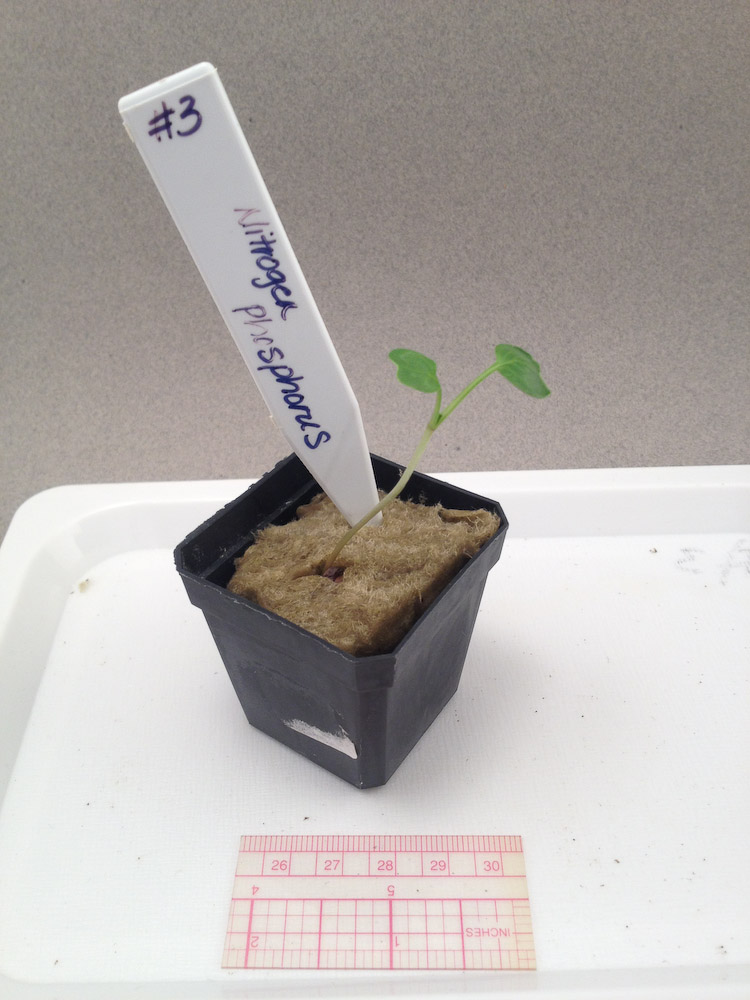 #3
Nitrogen
phosphorus
26 27 28 29 30
4 5
2 1 INCHES